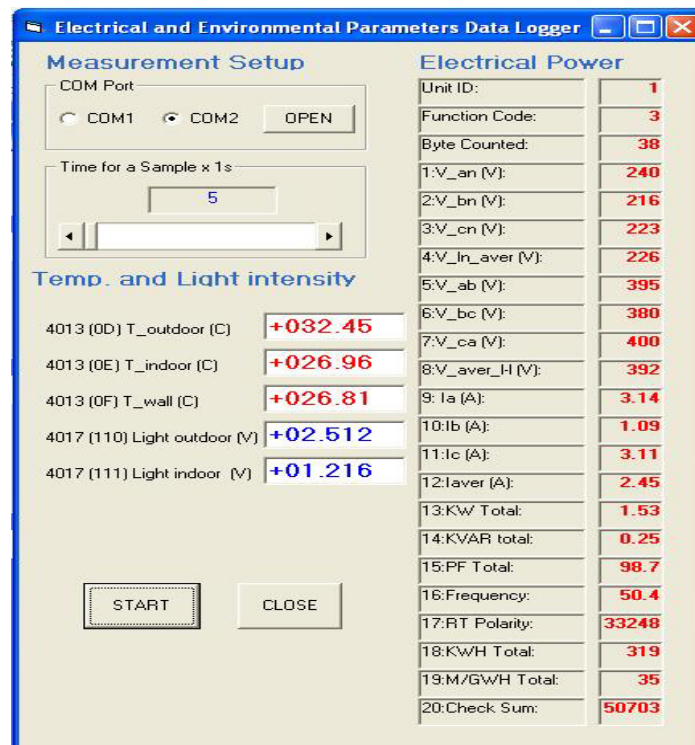 Electrical and Environmental Parameters Data Logger
Measurement Setup
COM Port
COM1 COM2 OPEN
Time for a Sample x 1s
5
Temp. and Light intensity
4013 (0D) T_outdoor (C) +032.45
4013 (0E) T_indoor (C) +026.96
4013 (0F) T_wall (C) +026.81
4017 (110) Light outdoor (V) +02.512
4017 (111) Light indoor (V) +01.216
START CLOSE
Electrical Power
Unit ID: 1
Function Code: 3
Byte Counted: 38
1:V_an (V): 240
2:V_bn (V): 216
3:V_cn (V): 223
4:V_ln_aver (V): 226
5:V_ab (V): 395
6:V_bc (V): 380
7:V_ca (V): 400
8:V_aver_l-l (V): 392
9: Ia (A): 3.14
10:Ib (A): 1.09
11:Ic (A): 3.11
12:Iaver (A): 2.45
13:KW Total: 1.53
14:KVAR total: 0.25
15:PF Total: 98.7
16:Frequency: 50.4
17:RT Polarity: 33248
18:KWH Total: 319
19:M/GWH Total: 35
20:Check Sum: 50703